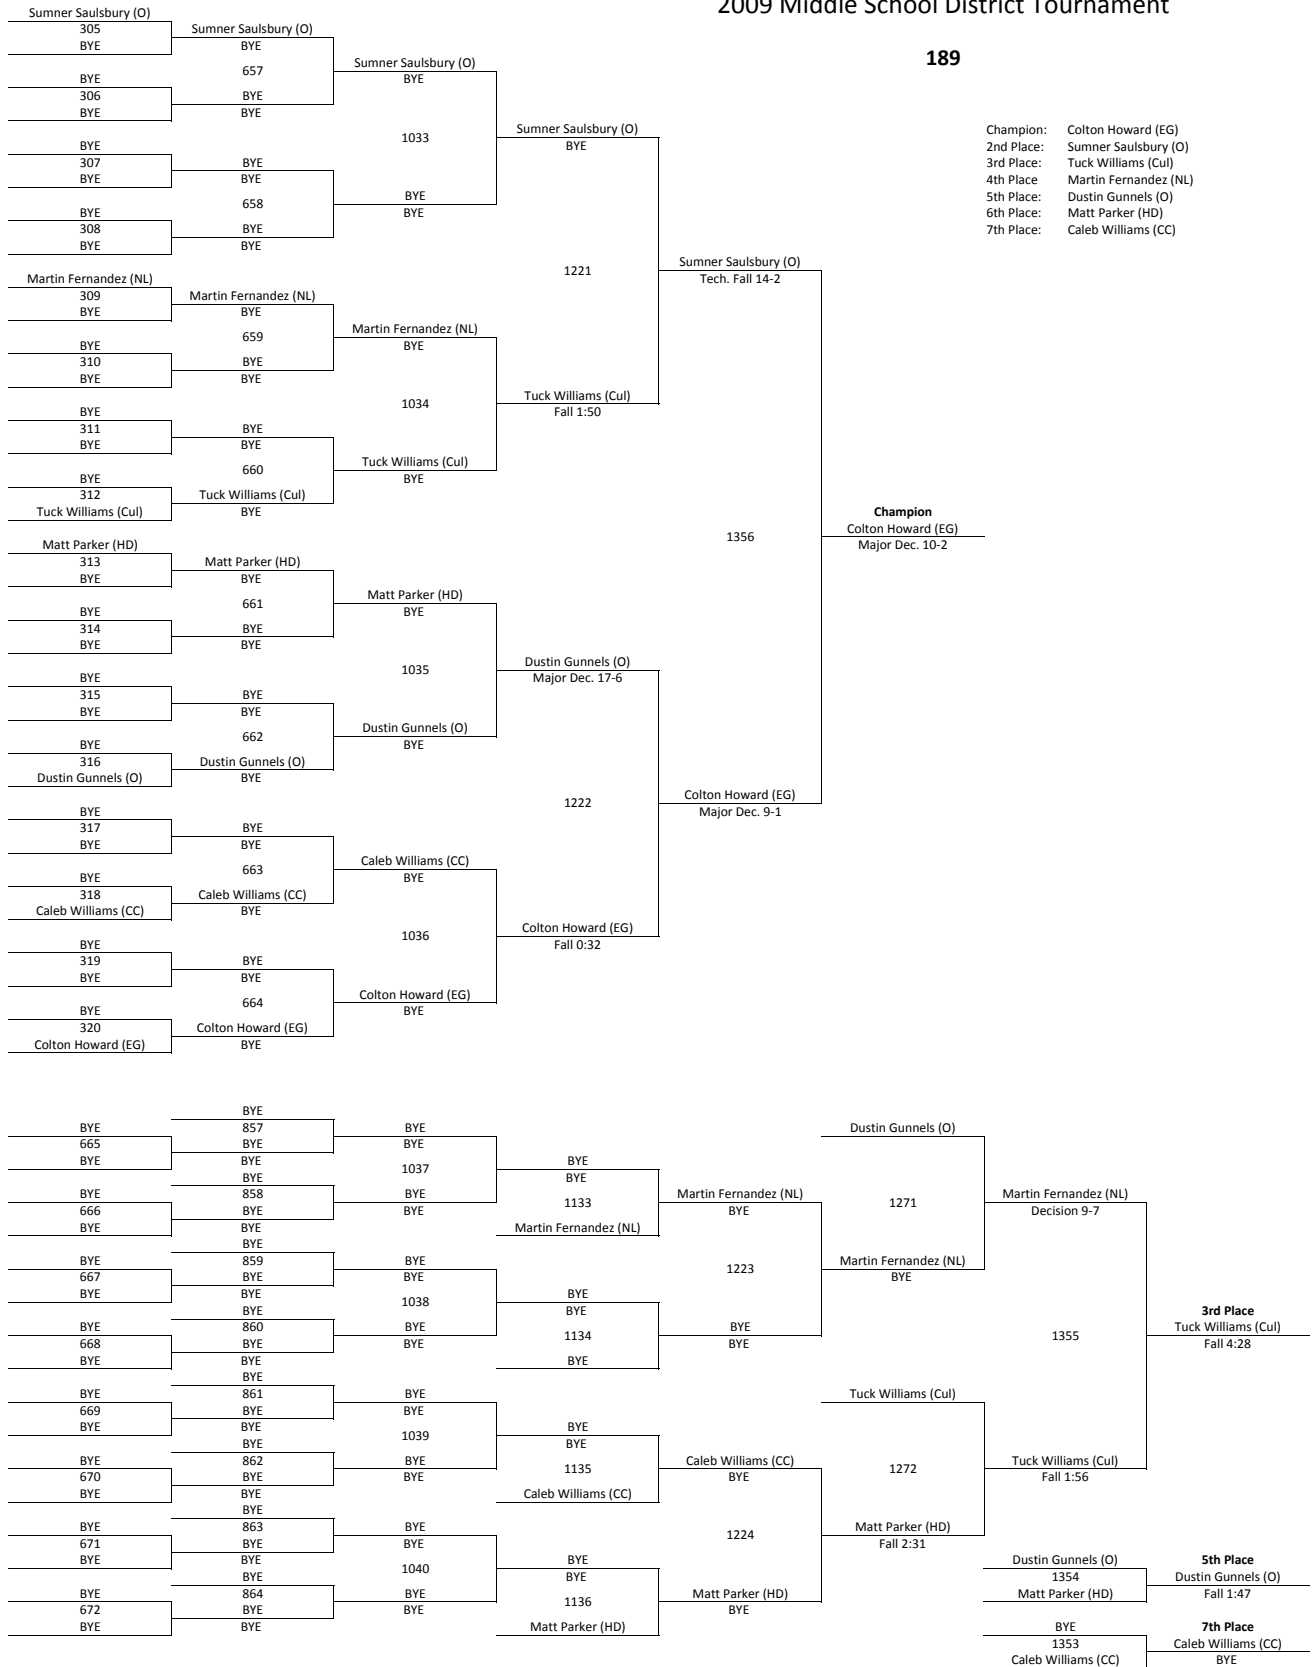 2009 Middle School District Tournament
189
Champion: Colton Howard (EG)
2nd Place: Sumner Saulsbury (O)
3rd Place: Tuck Williams (Cul)
4th Place Martin Fernandez (NL)
5th Place: Dustin Gunnels (O)
6th Place: Matt Parker (HD)
7th Place: Caleb Williams (CC)
Sumner Saulsbury (O)
305
BYE
BYE
306
BYE
BYE
307
BYE
BYE
308
BYE
Martin Fernandez (NL)
309
BYE
BYE
310
BYE
BYE
311
BYE
BYE
312
Tuck Williams (Cul)
Matt Parker (HD)
313
BYE
BYE
314
BYE
BYE
315
BYE
BYE
316
Dustin Gunnels (O)
BYE
317
BYE
BYE
318
Caleb Williams (CC)
BYE
319
BYE
BYE
320
Colton Howard (EG)
Sumner Saulsbury (O)
BYE
657
BYE
BYE
BYE
BYE
658
BYE
BYE
Martin Fernandez (NL)
BYE
659
BYE
BYE
BYE
BYE
660
Tuck Williams (Cul)
BYE
Matt Parker (HD)
BYE
661
BYE
BYE
BYE
BYE
662
Dustin Gunnels (O)
BYE
BYE
BYE
663
Caleb Williams (CC)
BYE
BYE
BYE
664
Colton Howard (EG)
BYE
Sumner Saulsbury (O)
BYE
1033
BYE
BYE
Martin Fernandez (NL)
BYE
1034
Tuck Williams (Cul)
BYE
Matt Parker (HD)
BYE
1035
Dustin Gunnels (O)
BYE
Caleb Williams (CC)
BYE
1036
Colton Howard (EG)
BYE
Sumner Saulsbury (O)
BYE
1221
Tuck Williams (Cul)
Fall 1:50
Dustin Gunnels (O)
Major Dec. 17-6
1222
Colton Howard (EG)
Fall 0:32
Sumner Saulsbury (O)
Tech. Fall 14-2
1356
Colton Howard (EG)
Major Dec. 9-1
Champion
Colton Howard (EG)
Major Dec. 10-2
BYE
665
BYE
BYE
666
BYE
BYE
667
BYE
BYE
668
BYE
BYE
669
BYE
BYE
670
BYE
BYE
671
BYE
BYE
672
BYE
BYE
857
BYE
BYE
BYE
858
BYE
BYE
BYE
859
BYE
BYE
BYE
860
BYE
BYE
BYE
861
BYE
BYE
BYE
862
BYE
BYE
BYE
863
BYE
BYE
BYE
864
BYE
BYE
BYE
BYE
1037
BYE
BYE
BYE
BYE
1038
BYE
BYE
BYE
BYE
1039
BYE
BYE
BYE
BYE
1040
BYE
BYE
BYE
BYE
1133
Martin Fernandez (NL)
BYE
BYE
1134
BYE
BYE
BYE
1135
Caleb Williams (CC)
BYE
BYE
1136
Matt Parker (HD)
Martin Fernandez (NL)
BYE
1223
BYE
BYE
Caleb Williams (CC)
BYE
1224
Matt Parker (HD)
BYE
Dustin Gunnels (O)
1271
Martin Fernandez (NL)
BYE
Tuck Williams (Cul)
1272
Matt Parker (HD)
Fall 2:31
Martin Fernandez (NL)
Decision 9-7
1355
Tuck Williams (Cul)
Fall 1:56
3rd Place
Tuck Williams (Cul)
Fall 4:28
Dustin Gunnels (O)
1354
Matt Parker (HD)
5th Place
Dustin Gunnels (O)
Fall 1:47
BYE
1353
Caleb Williams (CC)
7th Place
Caleb Williams (CC)
BYE